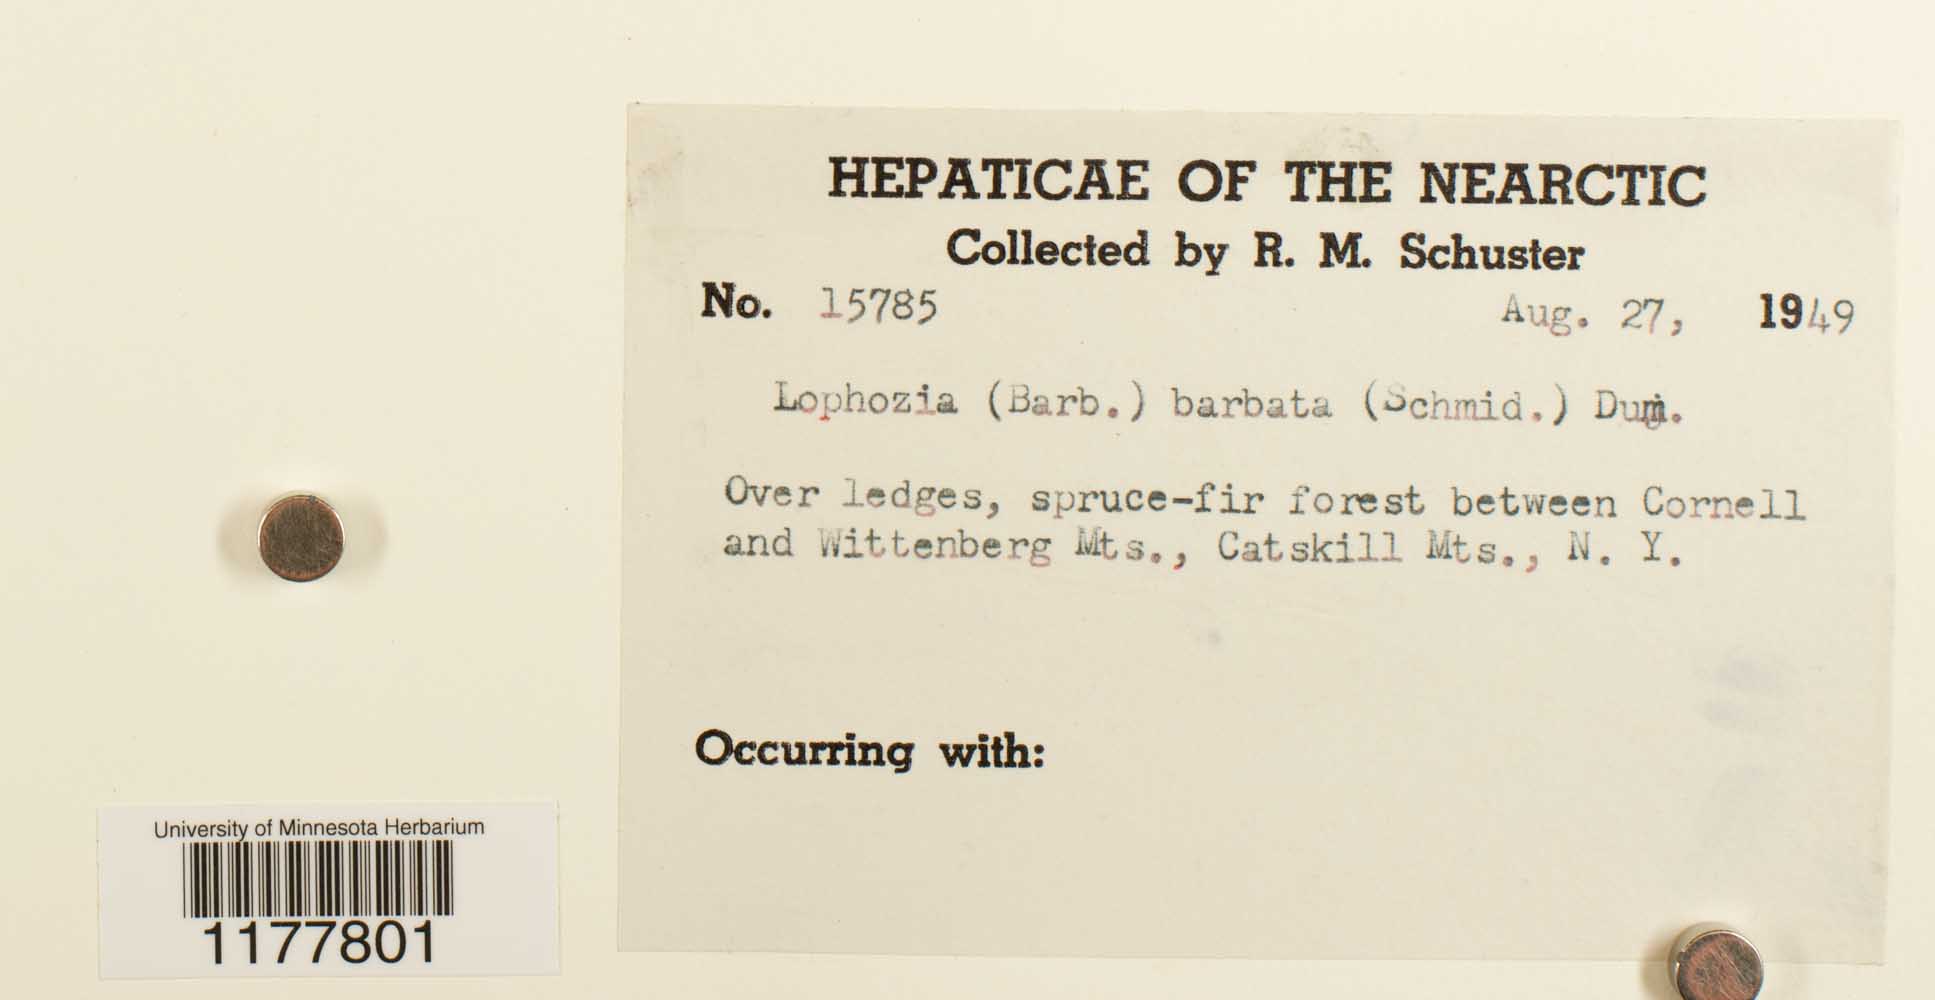 HEPATICAE OF THE NEARCTIC
Collected by R. M. Schuster
No. 15785 Aug. 27, 1949
Lophozia (Barb.) barbata (Schmid.) Dum.
Over ledges, spruce-fir forest between Cornell
and Wittenberg Mts., Catskill Mts., N. Y.
Occurring with:
University of Minnesota Herbarium
1177801